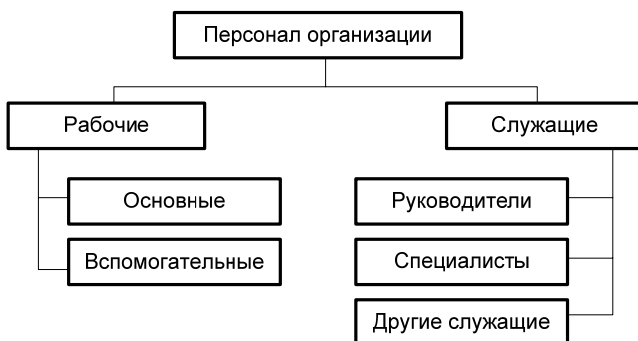 Персонал организации
Рабочие
Служащие
Основные
Руководители
Вспомогательные
Специалисты
Другие служащие